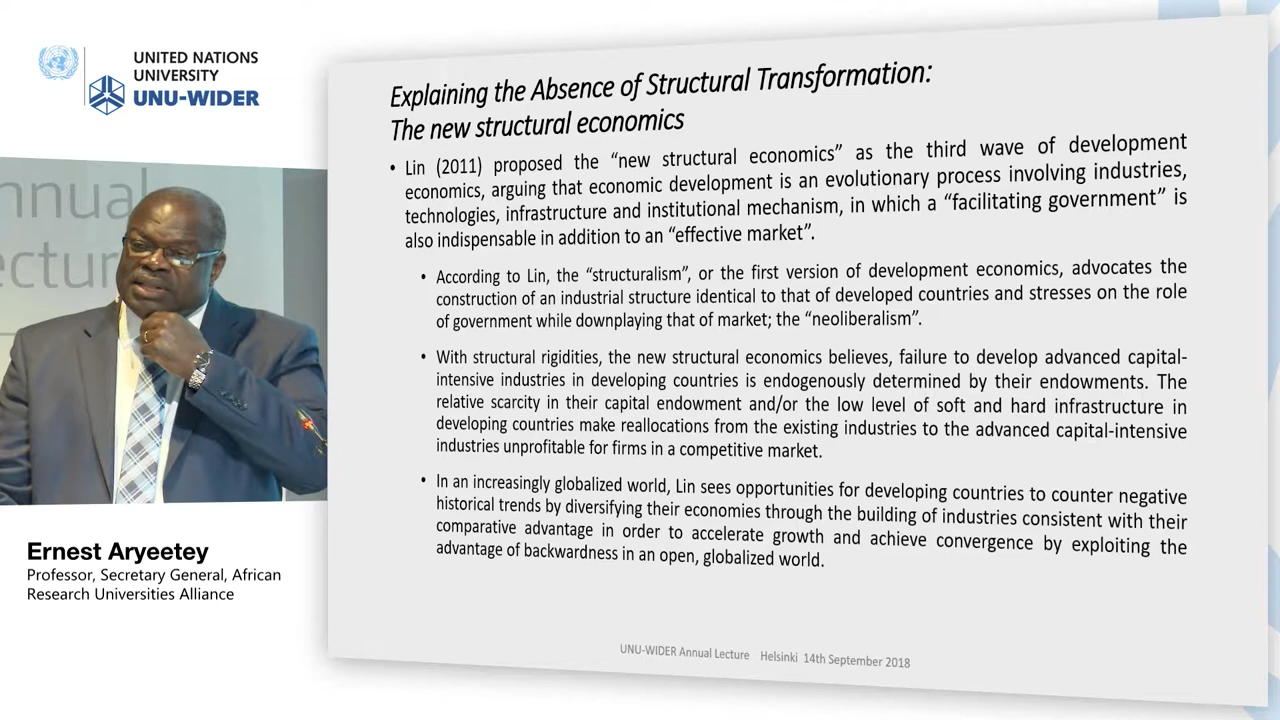 UNITED NATIONS
UNIVERSITY
UNU-WIDER
nnual
ectur
Ernest Aryeetey
Professor, Secretary General, African
Research Universities Alliance
Explaining the Absence of Structural Transformation:
The new structural economics
• Lin (2011) proposed the “new structural economics” as the third wave of development
economics, arguing that economic development is an evolutionary process involving industries,
technologies, infrastructure and institutional mechanism, in which a “facilitating government” is
also indispensable in addition to an “effective market”.
• According to Lin, the “structuralism”, or the first version of development economics, advocates the
construction of an industrial structure identical to that of developed countries and stresses on the role
of government while downplaying that of market; the “neoliberalism”.
• With structural rigidities, the new structural economics believes, failure to develop advanced capital-
intensive industries in developing countries is endogenously determined by their endowments. The
relative scarcity in their capital endowment and/or the low level of soft and hard infrastructure in
developing countries make reallocations from the existing industries to the advanced capital-intensive
industries unprofitable for firms in a competitive market.
• In an increasingly globalized world, Lin sees opportunities for developing countries to counter negative
historical trends by diversifying their economies through the building of industries consistent with their
comparative advantage in order to accelerate growth and achieve convergence by exploiting the
advantage of backwardness in an open, globalized world.
UNU-WIDER Annual Lecture Helsinki 14th September 2018